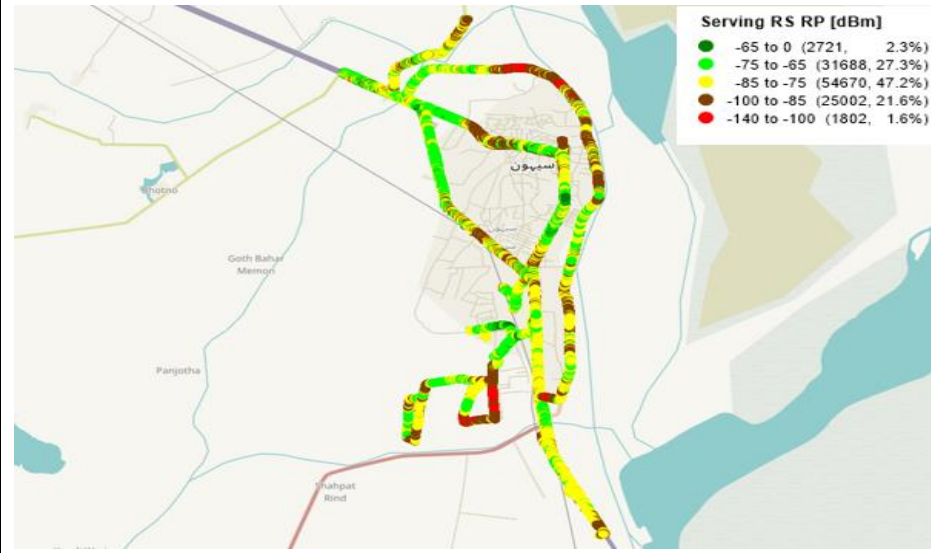 Serving RS RP [dBm]
-65 to 0 (2721, 2.3%)
-75 to -65 (31688, 27.3%)
-85 to -75 (54670, 47.2%)
-100 to -85 (25002, 21.6%)
-140 to -100 (1802, 1.6%)
سيہون
Bhotno
سیہون
Goth Bahar
Memon
Panjotha
Shahpat
Rind